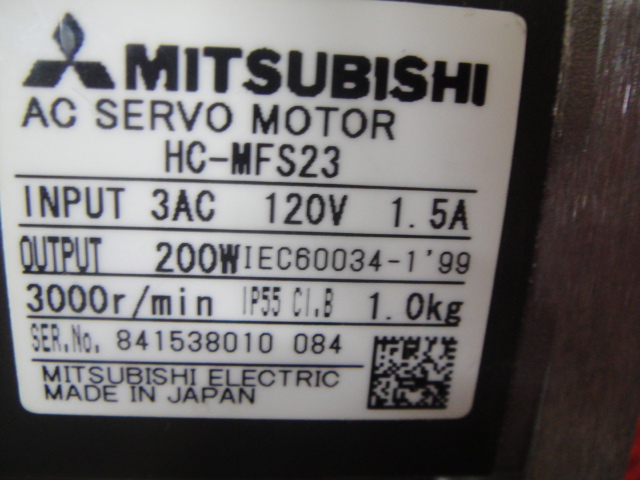 MITSUBISHI
AC SERVO MOTOR
HC-MFS23
INPUT 3AC 120V 1.5A
OUTPUT 200W IEC60034-1'99
3000r/min IP55 CI.B 1.0kg
SER.No. 841538010 084
MITSUBISHI ELECTRIC
MADE IN JAPAN